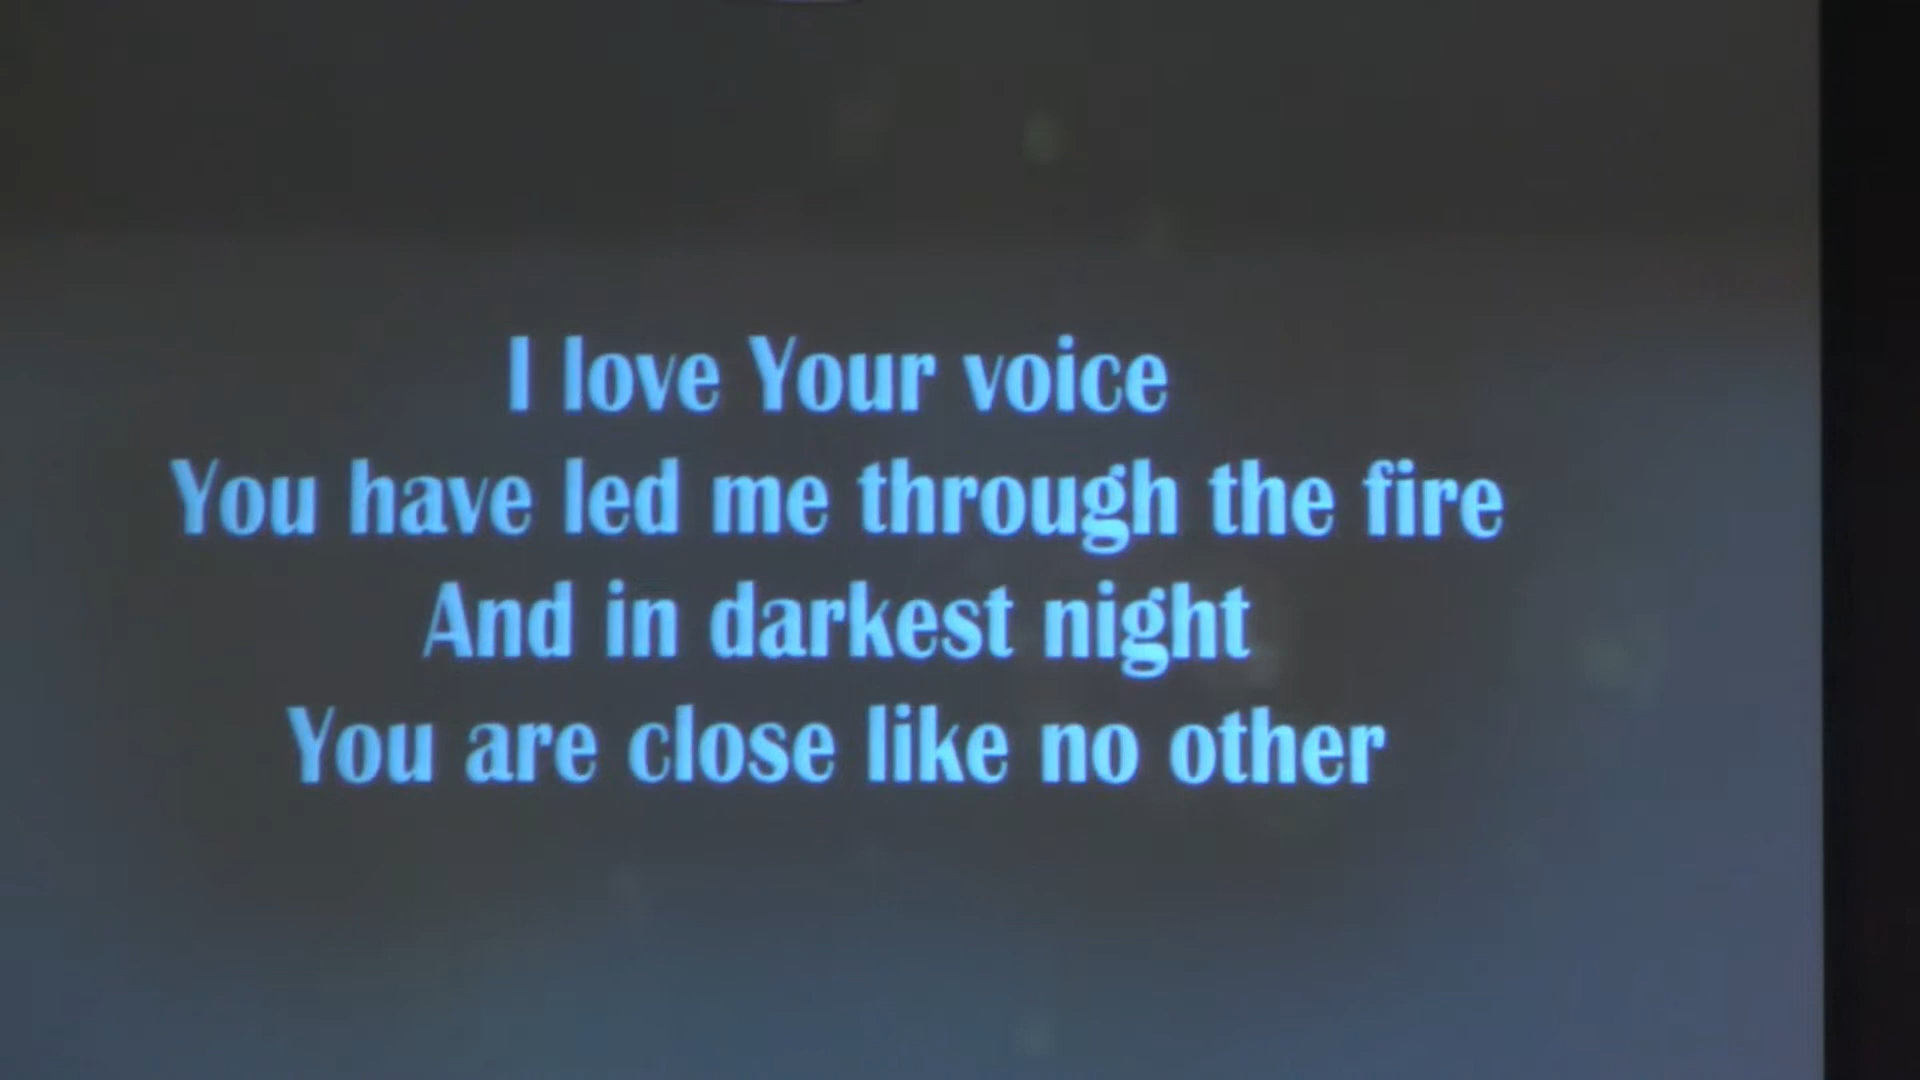 I love Your voice
You have led me through the fire
And in darkest night
You are close like no other